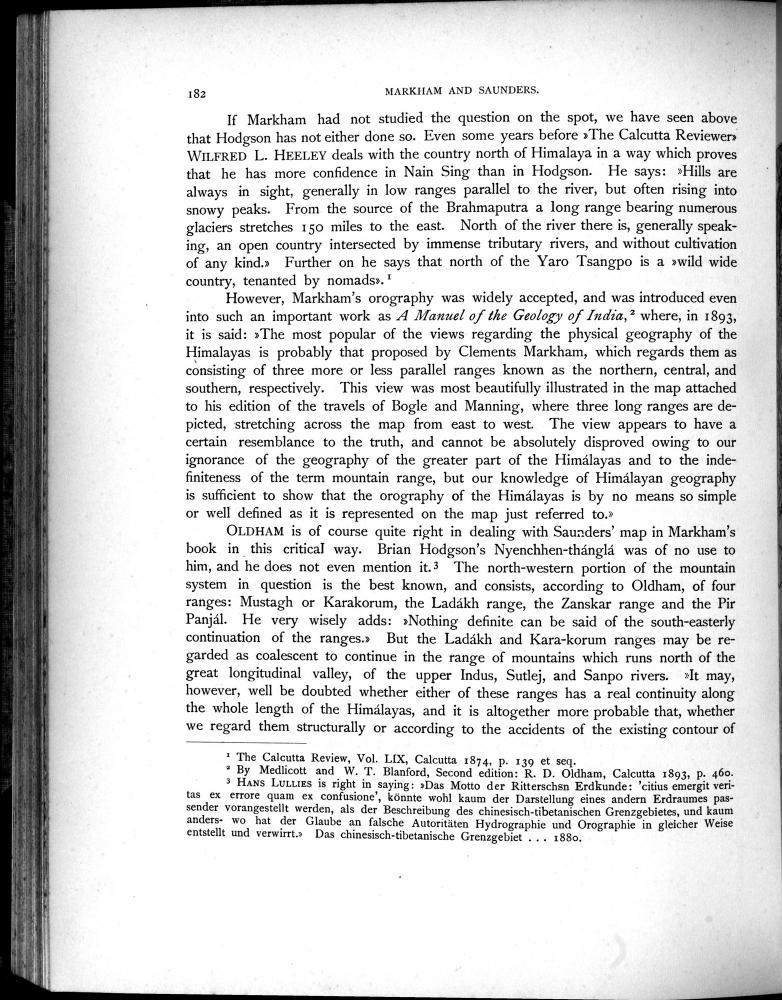 182
MARKHAM AND SAUNDERS.
If Markham had not studied the question on the spot, we have seen above
that Hodgson has not either done so. Even some years before »The Calcutta Reviewer»
WILFRED L. HEELEY deals with the country north of Himalaya in a way which proves
that he has more confidence in Nain Sing than in Hodgson. He says: »Hills are
always in sight, generally in low ranges parallel to the river, but often rising into
snowy peaks. From the source of the Brahmaputra a long range bearing numerous
glaciers stretches 150 miles to the east. North of the river there is, generally speak-
ing, an open country intersected by immense tributary rivers, and without cultivation
of any kind.» Further on he says that north of the Yaro Tsangpo is a »wild wide
country, tenanted by nomads».¹
However, Markham's orography was widely accepted, and was introduced even
into such an important work as A Manuel of the Geology of India,² where, in 1893,
it is said: »The most popular of the views regarding the physical geography of the
Himalayas is probably that proposed by Clements Markham, which regards them as
consisting of three more or less parallel ranges known as the northern, central, and
southern, respectively. This view was most beautifully illustrated in the map attached
to his edition of the travels of Bogle and Manning, where three long ranges are de-
picted, stretching across the map from east to west. The view appears to have a
certain resemblance to the truth, and cannot be absolutely disproved owing to our
ignorance of the geography of the greater part of the Himálayas and to the inde-
finiteness of the term mountain range, but our knowledge of Himálayan geography
is sufficient to show that the orography of the Himálayas is by no means so simple
or well defined as it is represented on the map just referred to.»
OLDHAM is of course quite right in dealing with Saunders' map in Markham's
book in this critical way. Brian Hodgson's Nyenchhen-thánglá was of no use to
him, and he does not even mention it.³ The north-western portion of the mountain
system in question is the best known, and consists, according to Oldham, of four
ranges: Mustagh or Karakorum, the Ladákh range, the Zanskar range and the Pir
Panjál. He very wisely adds: »Nothing definite can be said of the south-easterly
continuation of the ranges.» But the Ladákh and Kara-korum ranges may be re-
garded as coalescent to continue in the range of mountains which runs north of the
great longitudinal valley, of the upper Indus, Sutlej, and Sanpo rivers. »It may,
however, well be doubted whether either of these ranges has a real continuity along
the whole length of the Himálayas, and it is altogether more probable that, whether
we regard them structurally or according to the accidents of the existing contour of
¹ The Calcutta Review, Vol. LIX, Calcutta 1874, p. 139 et seq.
² By Medlicott and W. T. Blanford, Second edition: R. D. Oldham, Calcutta 1893, p. 460.
³ HANS LULLIES is right in saying: »Das Motto der Ritterschsn Erdkunde: 'citius emergit veri-
tas ex errore quam ex confusione', könnte wohl kaum der Darstellung eines andern Erdraumes pas-
sender vorangestellt werden, als der Beschreibung des chinesisch-tibetanischen Grenzgebietes, und kaum
anders- wo hat der Glaube an falsche Autoritäten Hydrographie und Orographie in gleicher Weise
entstellt und verwirrt.» Das chinesisch-tibetanische Grenzgebiet . . . 1880.